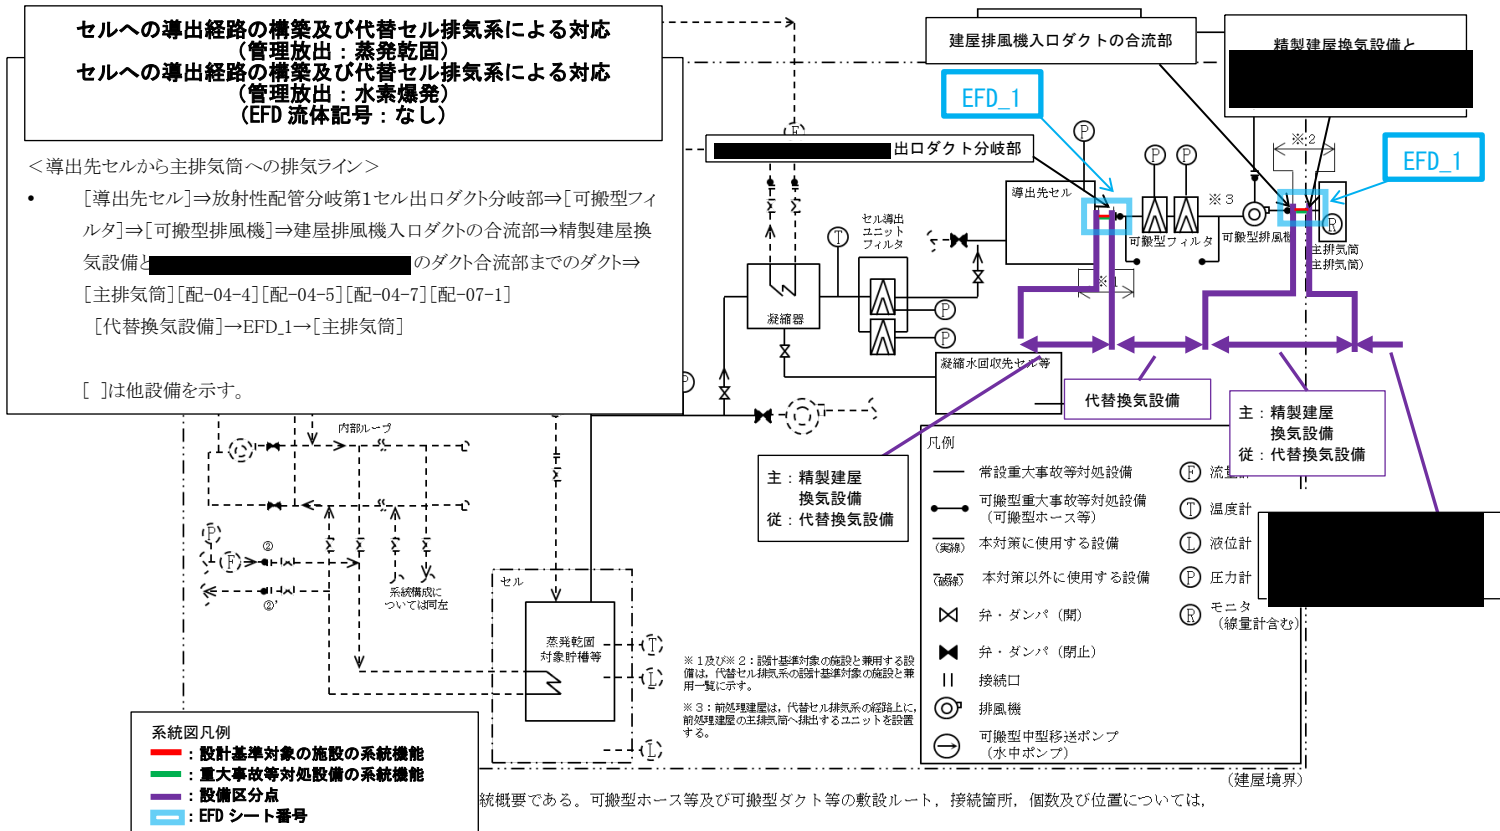 セルへの導出経路の構築及び代替セル排気系による対応
(管理放出：蒸発乾固)
セルへの導出経路の構築及び代替セル排気系による対応
(管理放出：水素爆発)
(EFD 流体記号：なし)
＜導出先セルから主排気筒への排気ライン＞
• [導出先セル]⇒放射性配管分岐第1セル出口ダクト分岐部⇒[可搬型フィ
ルタ]⇒[可搬型排風機]⇒建屋排風機入口ダクトの合流部⇒精製建屋換
気設備と
のダクト合流部までのダクト⇒
[主排気筒][配-04-4][配-04-5][配-04-7][配-07-1]
[代替換気設備]→EFD_1→[主排気筒]
[ ]は他設備を示す。
建屋排風機入口ダクトの合流部
精製建屋換気設備と
EFD_1
EFD_1
出口ダクト分岐部
※2
導出先セル
※3
可搬型フィルタ
可搬型排風機
主排気筒
主排気筒)
※1
セル導出
ユニット
フィルタ
凝縮器
凝縮水回収先セル等
F
P
P
P
T
P
P
P
R
代替換気設備
主：精製建屋
換気設備
従：代替換気設備
主：精製建屋
換気設備
従：代替換気設備
内部ループ
P
F
②
②'
系統構成に
ついては同左
セル
蒸発乾固
対象貯槽等
T
L
L
※1及び※2：設計基準対象の施設と兼用する設
備は，代替セル排気系の設計基準対象の施設と兼
用一覧に示す。
※3：前処理建屋は，代替セル排気系の経路上に，
前処理建屋の主排気筒へ排出するユニットを設置
する。
凡例
常設重大事故等対処設備
可搬型重大事故等対処設備
(可搬型ホース等)
(実線) 本対策に使用する設備
(破線) 本対策以外に使用する設備
弁・ダンパ（開）
弁・ダンパ（閉止）
接続口
排風機
可搬型中型移送ポンプ
(水中ポンプ)
F 流量計
T 温度計
L 液位計
P 圧力計
R モニタ
(線量計含む)
(建屋境界)
系統図凡例
：設計基準対象の施設の系統機能
：重大事故等対処設備の系統機能
：設備区分点
：EFD シート番号
統概要である。可搬型ホース等及び可搬型ダクト等の敷設ルート，接続箇所，個数及び位置については，